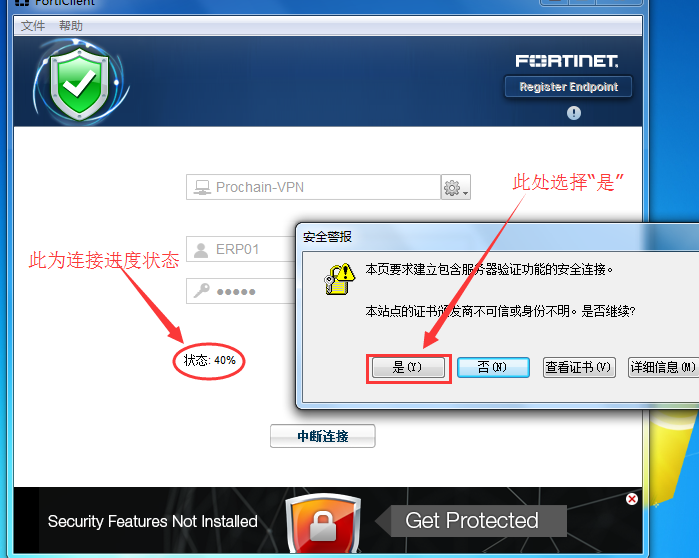 FortiClient
文件 帮助
FORTINET
Register Endpoint
Prochain-VPN
此处选择“是”
安全警报
ERP01
此为连接进度状态
本页要求建立包含服务器验证功能的安全连接。
本站点的证书颁发商不可信或身份不明。是否继续?
状态: 40%
是(Y) 否(N) 查看证书(V) 详细信息(M)
中断连接
Security Features Not Installed
Get Protected